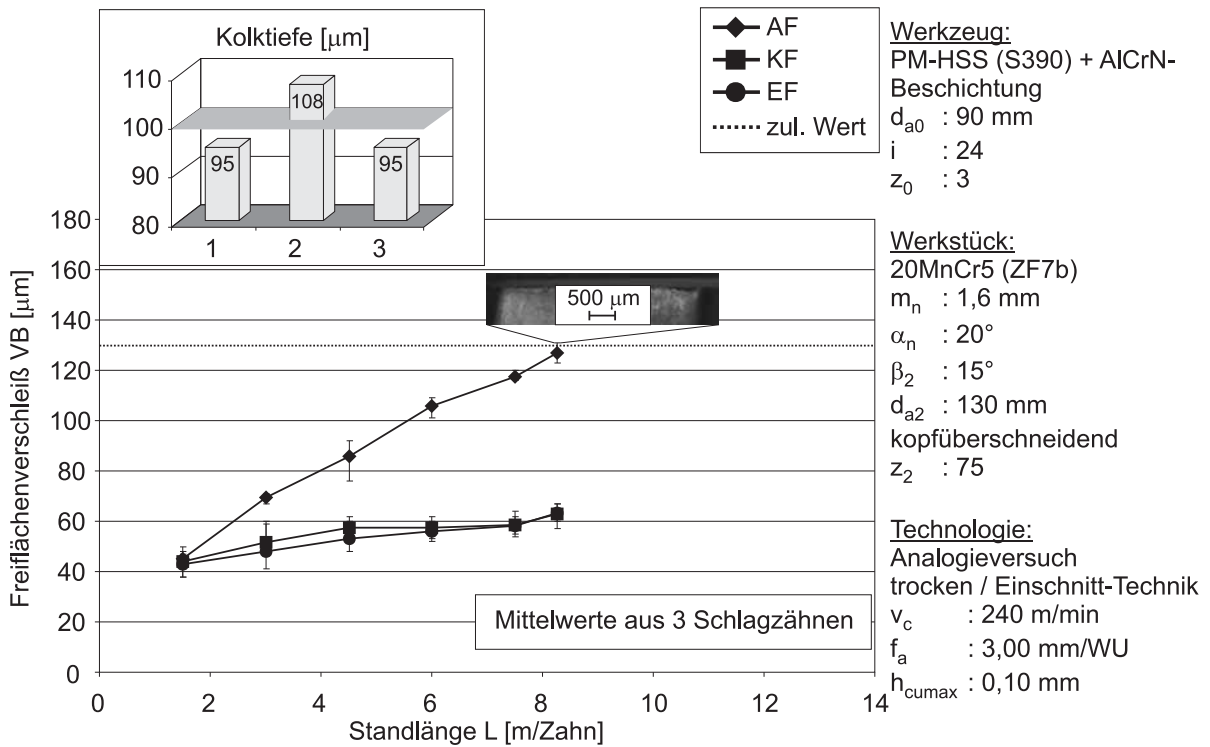 Kolktiefe [µm]
110
100
90
80
95
108
95
1 2 3
AF
KF
EF
zul. Wert
Freiflächenverschleiß VB [µm]
180
160
140
120
100
80
60
40
20
0
500 µm
Mittelwerte aus 3 Schlagzähnen
0 2 4 6 8 10 12 14
Standlänge L [m/Zahn]
Werkzeug:
PM-HSS (S390) + AlCrN-
Beschichtung
d_a0 : 90 mm
i : 24
z_0 : 3
Werkstück:
20MnCr5 (ZF7b)
m_n : 1,6 mm
α_n : 20°
β_2 : 15°
d_a2 : 130 mm
kopfüberschneidend
z_2 : 75
Technologie:
Analogieversuch
trocken / Einschnitt-Technik
v_c : 240 m/min
f_a : 3,00 mm/WU
h_cumax : 0,10 mm